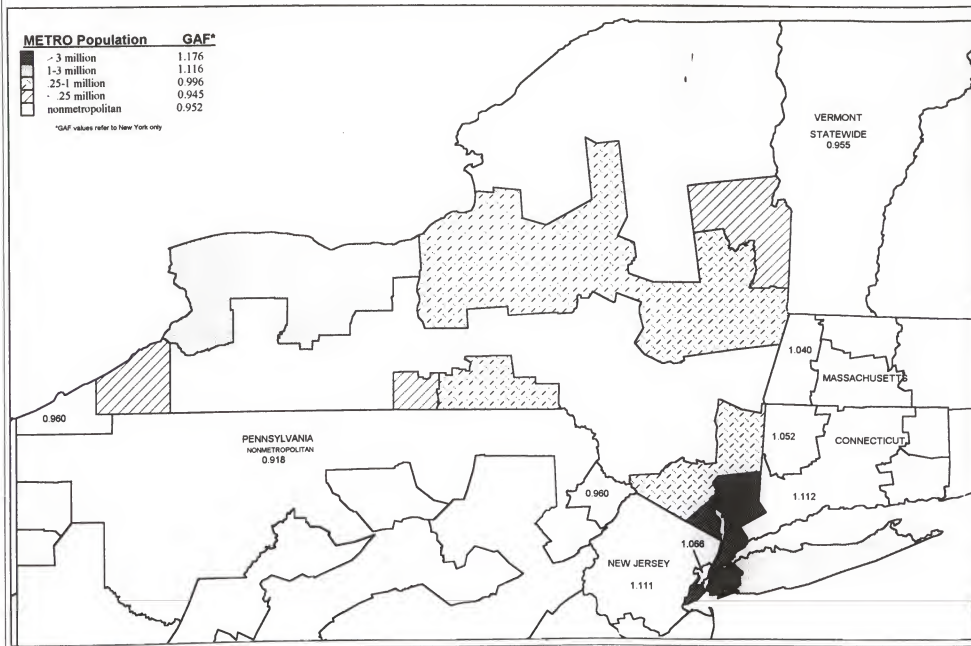 METRO Population GAF*
> 3 million 1.176
1-3 million 1.116
.25-1 million 0.996
.25 million 0.945
nonmetropolitan 0.952
*GAF values refer to New York only
VERMONT
STATEWIDE
0.955
1.040
MASSACHUSETTS
0.960
1.052
CONNECTICUT
PENNSYLVANIA
NONMETROPOLITAN
0.918
0.960
1.112
1.066
NEW JERSEY
1.111